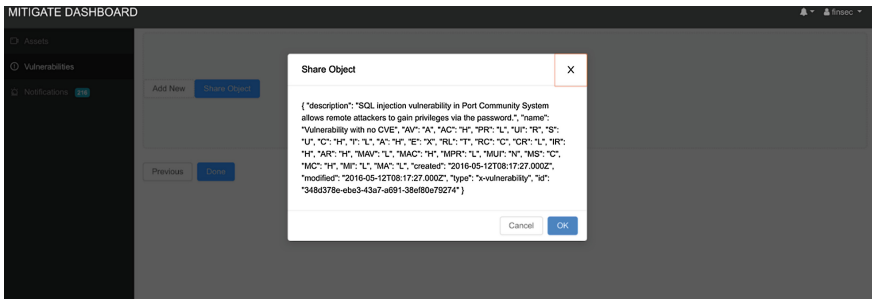 MITIGATE DASHBOARD
finsec
Assets
Vulnerabilities
Notifications 216
Add New Share Object
Previous Done
Share Object X
{ "description": "SQL injection vulnerability in Port Community System
allows remote attackers to gain privileges via the password.", "name":
"Vulnerability with no CVE", "AV": "A", "AC": "H", "PR": "L", "UI": "R", "S":
"U", "C": "H", "I": "L", "A": "H", "E": "X", "RL": "T", "RC": "C", "CR": "L", "IR":
"H", "AR": "H", "MAV": "L", "MAC": "H", "MPR": "L", "MUI": "N", "MS": "C",
"MC": "H", "MI": "L", "MA": "L", "created": "2016-05-12T08:17:27.000Z",
"modified": "2016-05-12T08:17:27.000Z", "type": "x-vulnerability", "id":
"348d378e-ebe3-43a7-a691-38ef80e79274" }
Cancel OK